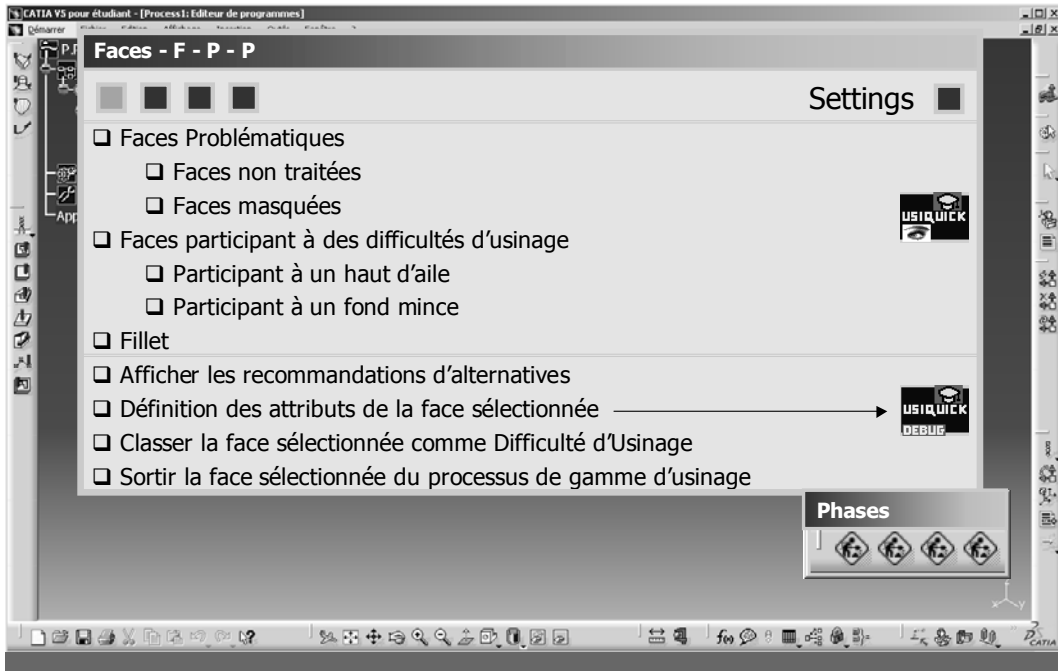 CATIA V5 pour étudiant - [Process1: Editeur de programmes]
Démarrer
Faces - F - P - P
Settings
❑ Faces Problématiques
❑ Faces non traitées
❑ Faces masquées
USIQUICK
❑ Faces participant à des difficultés d'usinage
❑ Participant à un haut d'aile
❑ Participant à un fond mince
❑ Fillet
❑ Afficher les recommandations d'alternatives
❑ Définition des attributs de la face sélectionnée
USIQUICK
DEBUG
❑ Classer la face sélectionnée comme Difficulté d'Usinage
❑ Sortir la face sélectionnée du processus de gamme d'usinage
Phases
CATIA